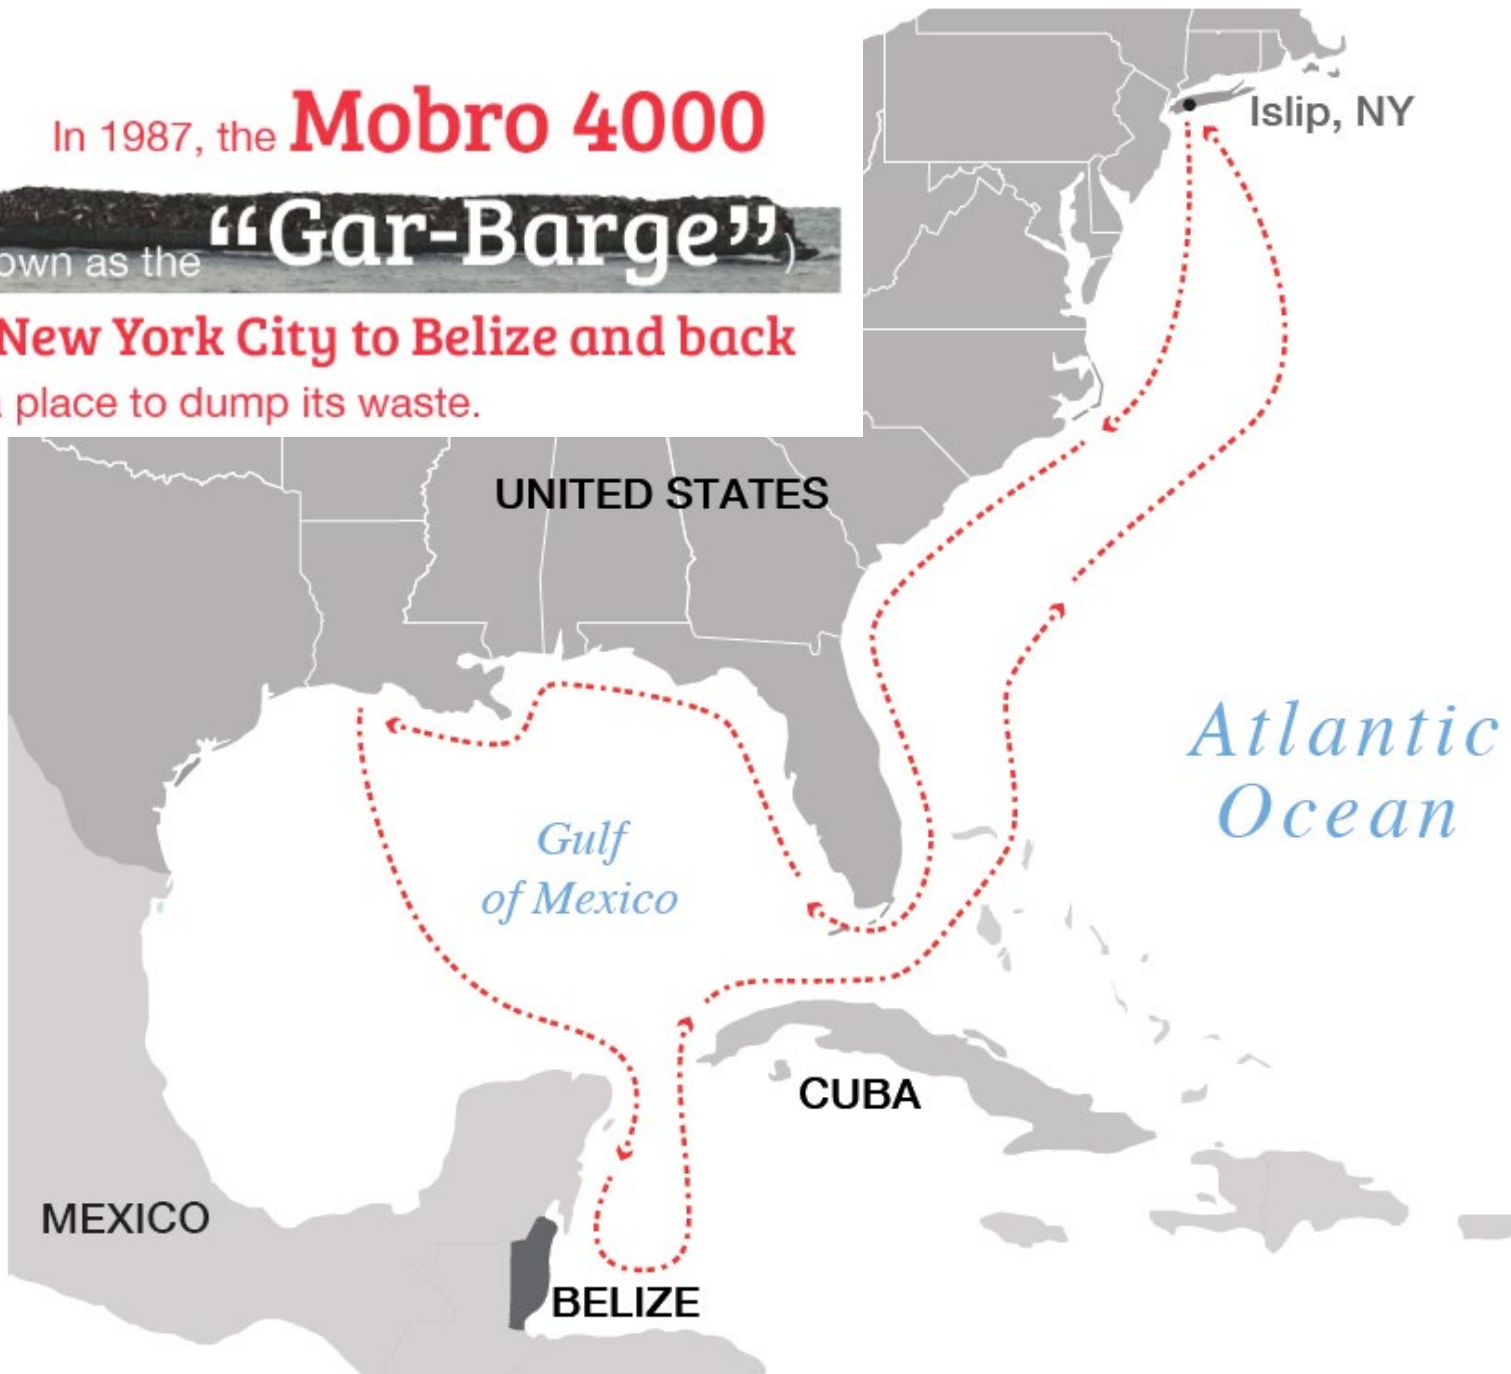 In 1987, the Mobro 4000
own as the “Gar-Barge”)
New York City to Belize and back
place to dump its waste.
Islip, NY
UNITED STATES
Atlantic
Ocean
Gulf
of Mexico
CUBA
MEXICO
BELIZE